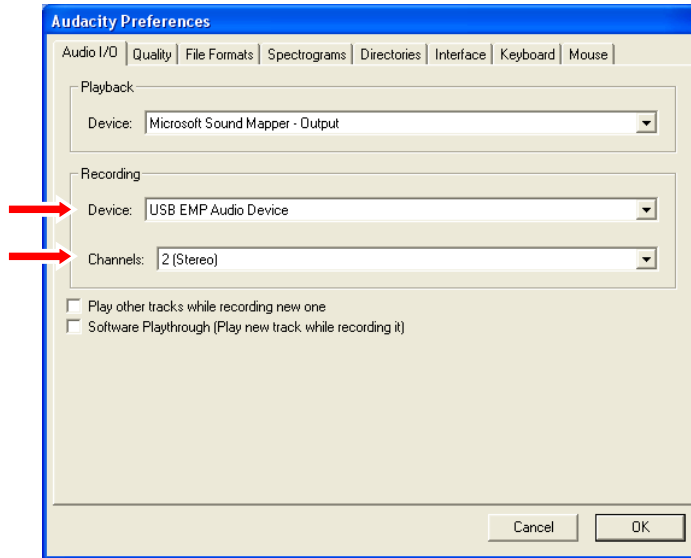 Audacity Preferences
Audio I/O Quality File Formats Spectrograms Directories Interface Keyboard Mouse
Playback
Device: Microsoft Sound Mapper - Output
Recording
Device: USB EMP Audio Device
Channels: 2 (Stereo)
Play other tracks while recording new one
Software Playthrough (Play new track while recording it)
Cancel OK